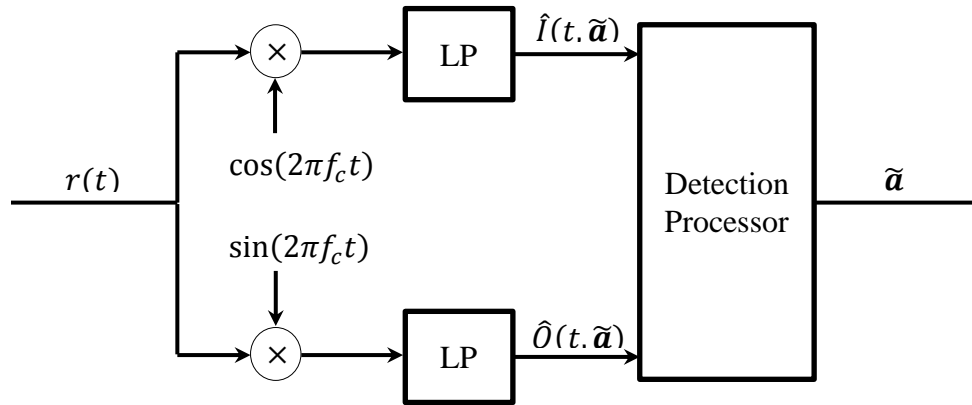 × LP Î(t, ã)
cos(2πf_c t)
r(t) Detection Processor ã
sin(2πf_c t)
× LP Ô(t, ã)